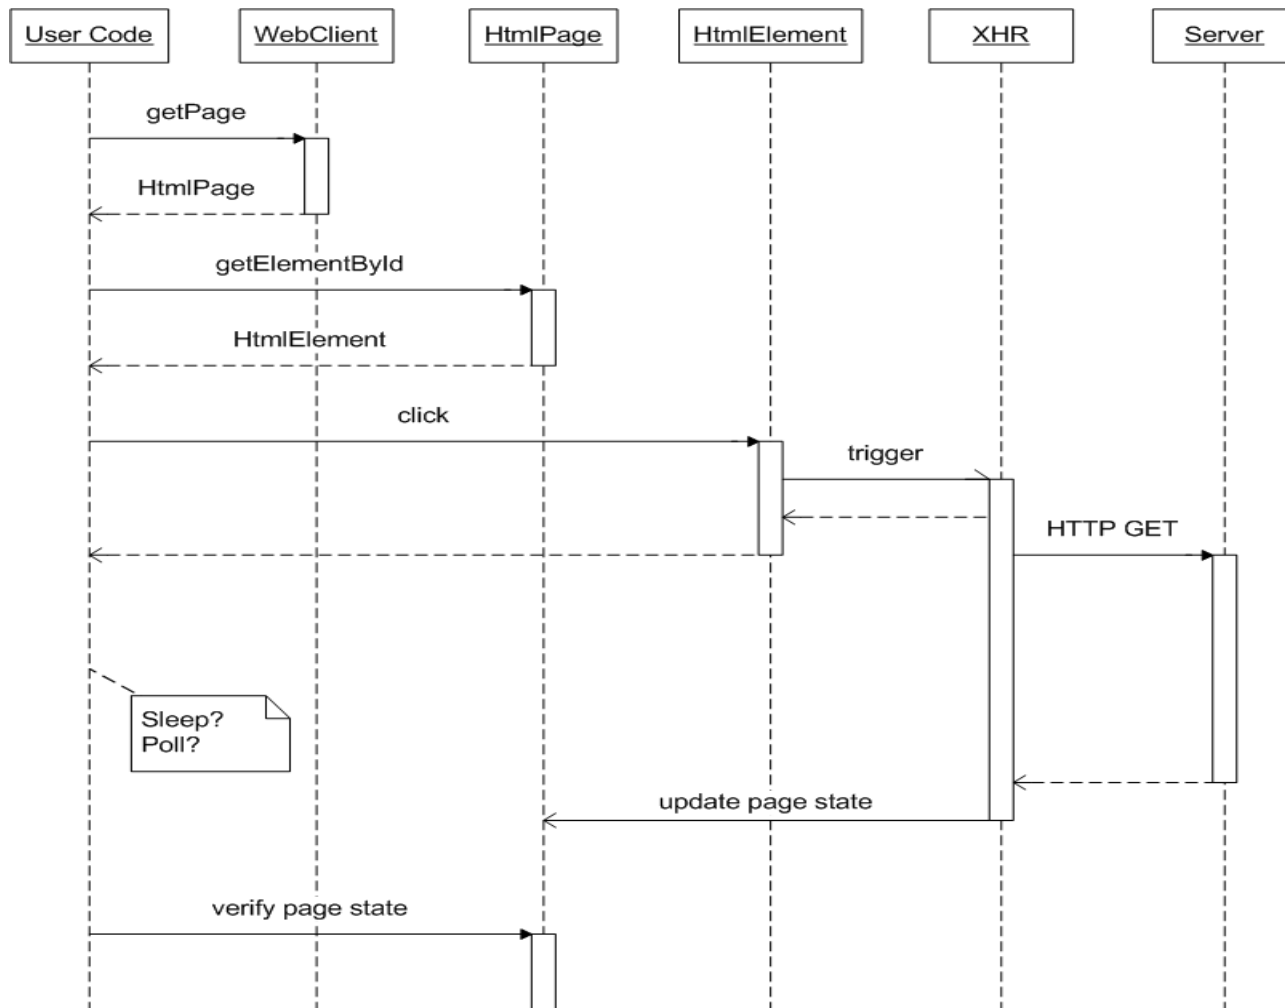 User Code
WebClient
HtmlPage
HtmlElement
XHR
Server
getPage
HtmlPage
getElementById
HtmlElement
click
trigger
HTTP GET
Sleep?
Poll?
update page state
verify page state